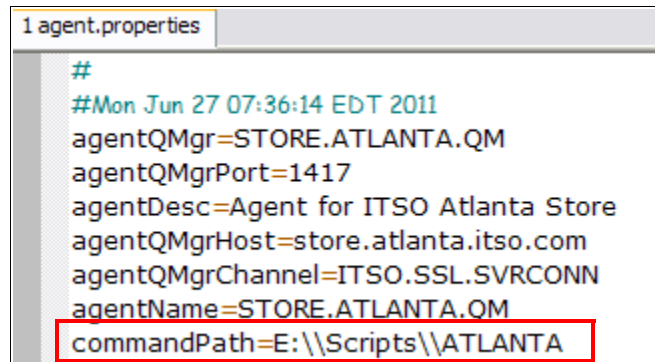 1 agent.properties
#
#Mon Jun 27 07:36:14 EDT 2011
agentQMgr=STORE.ATLANTA.QM
agentQMgrPort=1417
agentDesc=Agent for ITSO Atlanta Store
agentQMgrHost=store.atlanta.itso.com
agentQMgrChannel=ITSO.SSL.SVRCONN
agentName=STORE.ATLANTA.QM
commandPath=E:\\Scripts\\ATLANTA